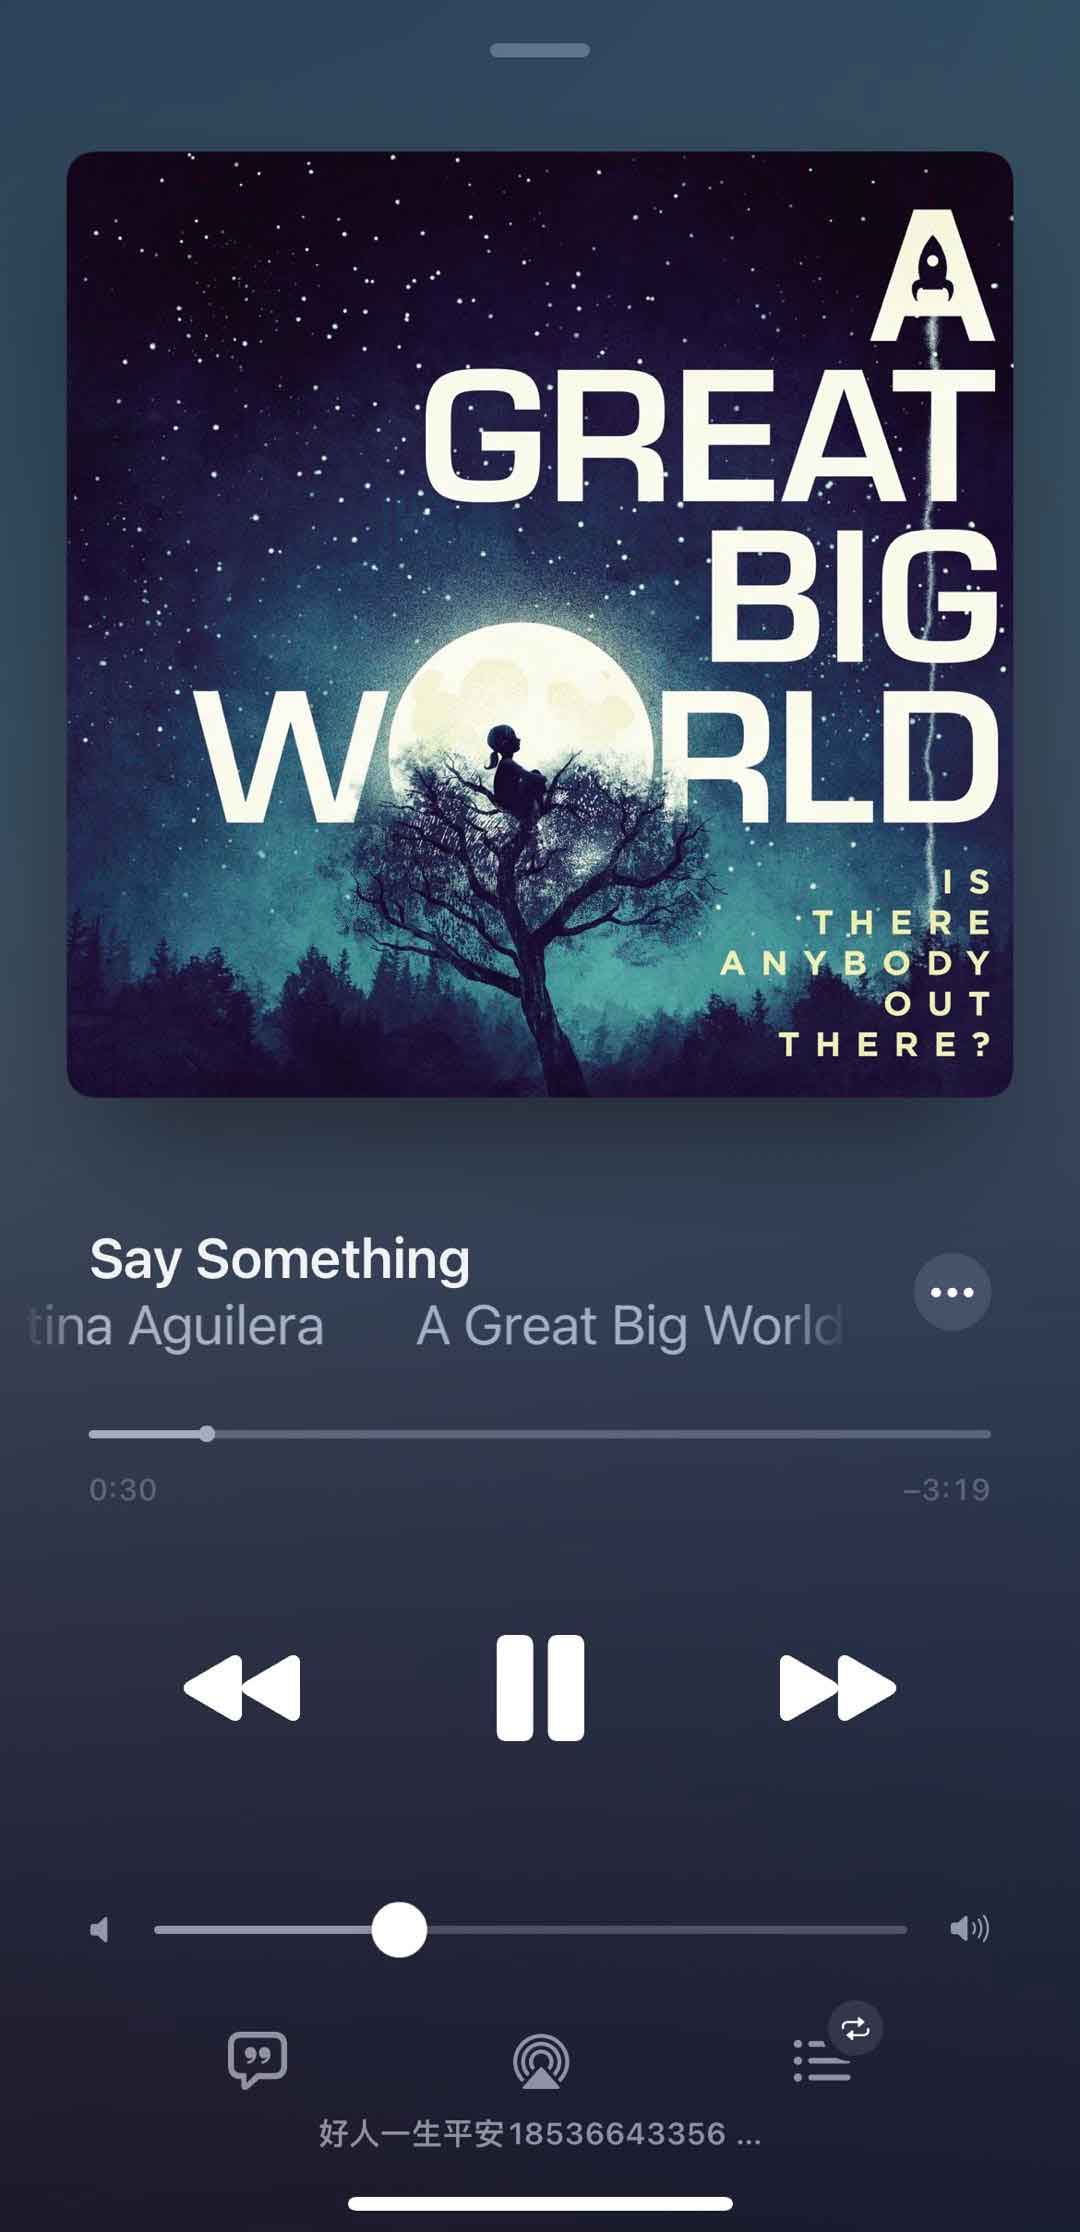 A
GREAT
BIG
WORLD
IS
THERE
ANYBODY
OUT
THERE?
Say Something
tina Aguilera A Great Big World
0:30 –3:19
好人一生平安18536643356 ...